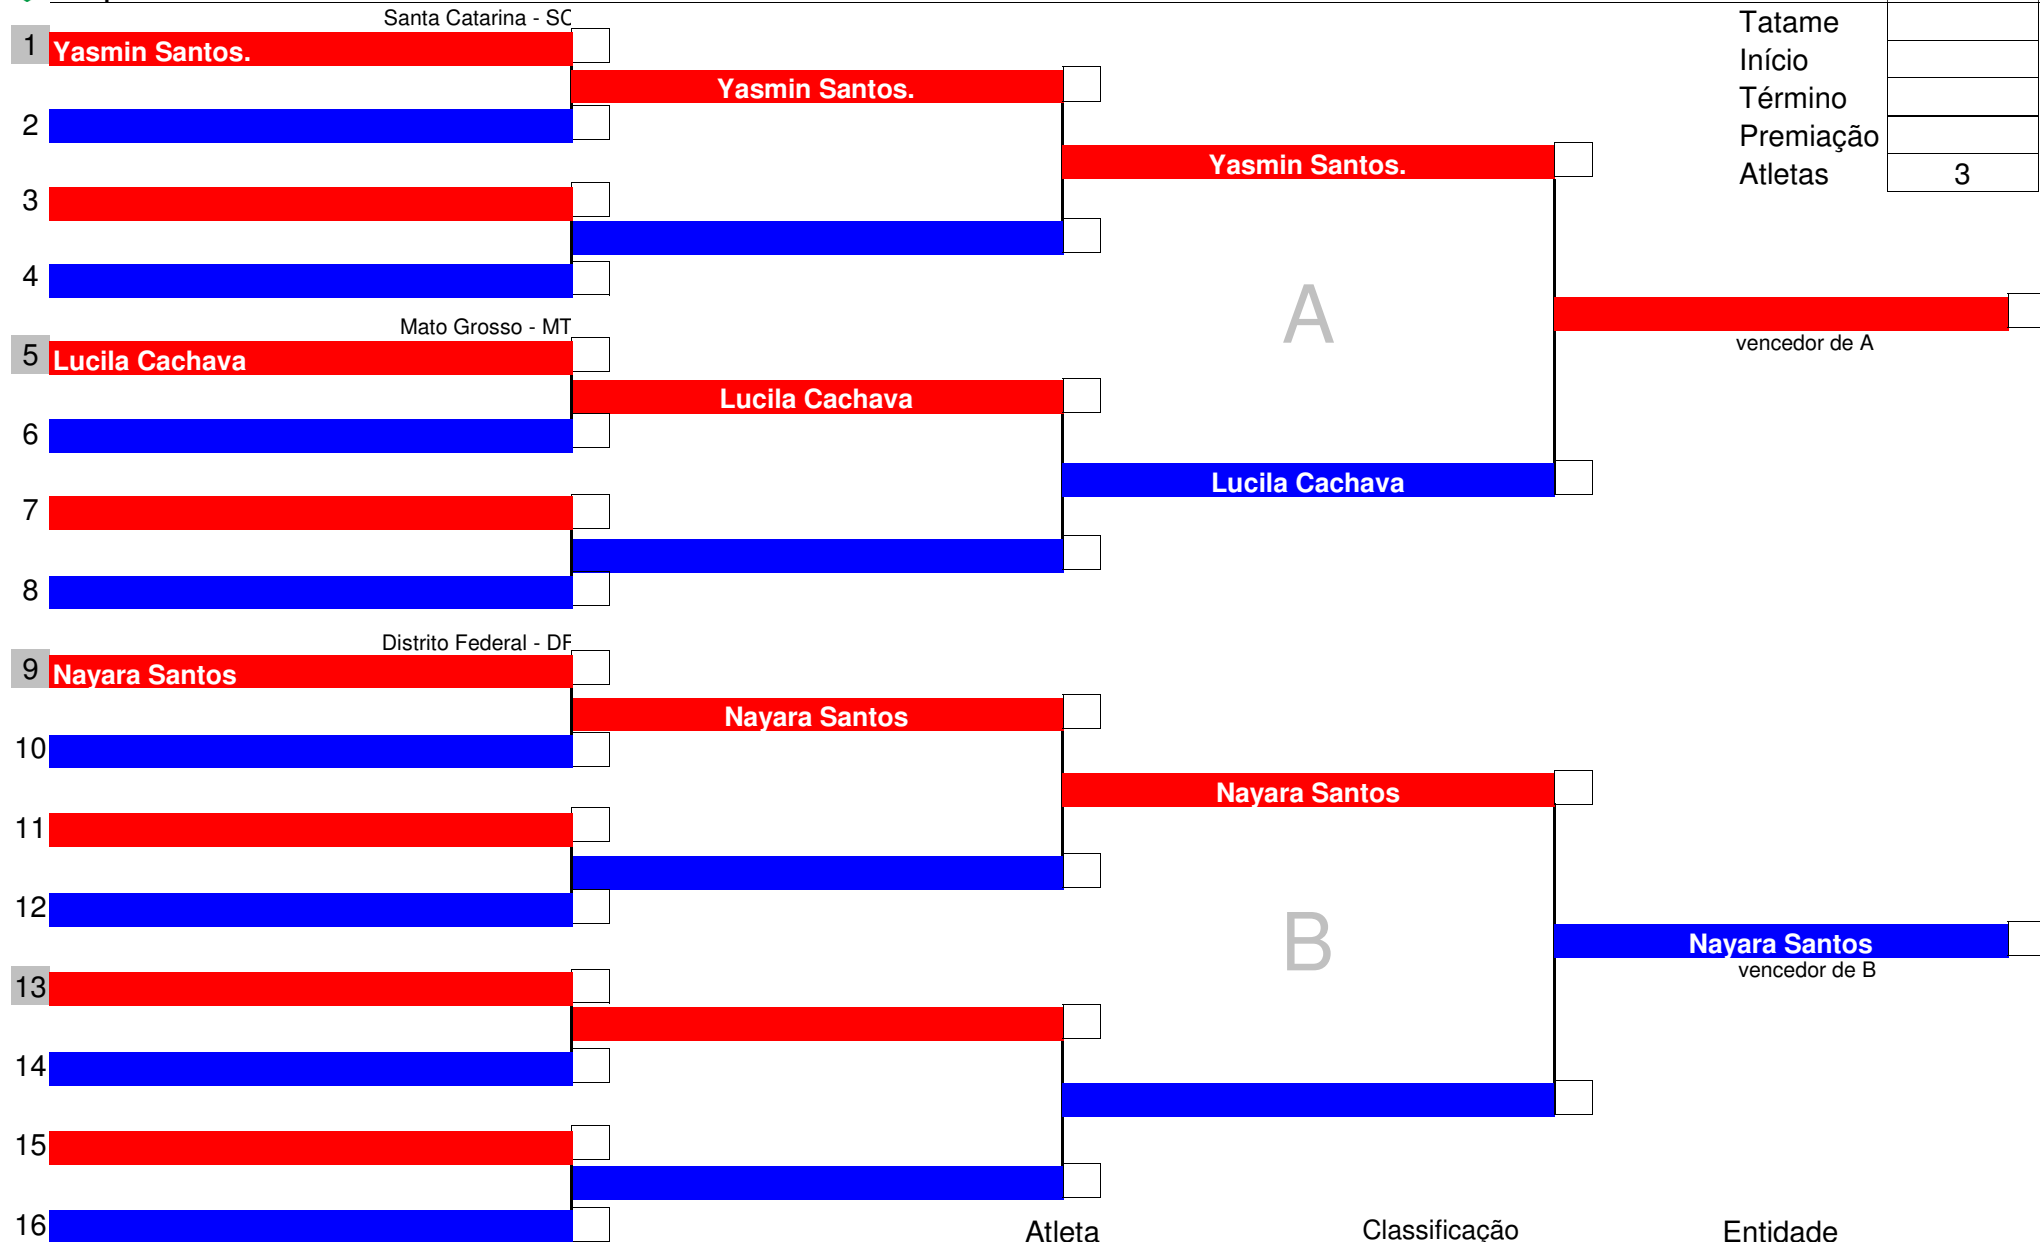 Santa Catarina - SC
Tatame
1 Yasmin Santos.
Início
Yasmin Santos.
Término
2
Premiação
Yasmin Santos.
Atletas 3
3
4
A
Mato Grosso - MT
vencedor de A
5 Lucila Cachava
Lucila Cachava
6
Lucila Cachava
7
8
Distrito Federal - DF
9 Nayara Santos
Nayara Santos
10
Nayara Santos
11
12
B
Nayara Santos
vencedor de B
13
14
15
16
Atleta Classificação Entidade